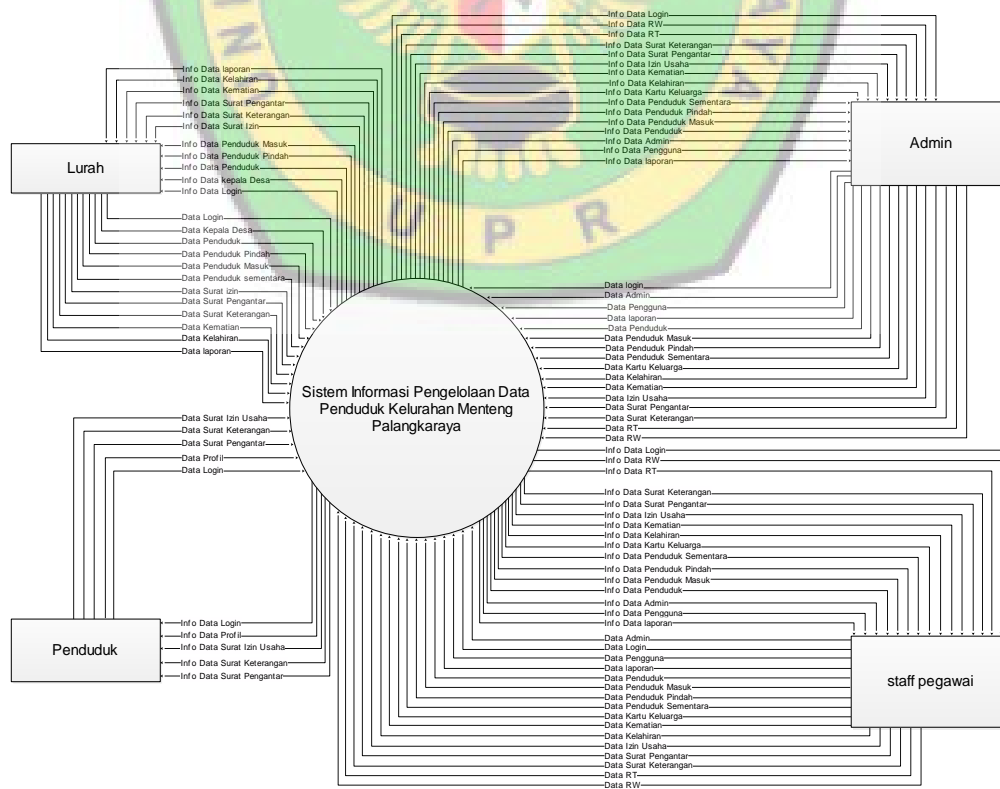 Info Data Login
Info Data RW
Info Data RT
Info Data Surat Keterangan
Info Data Surat Pengantar
Info Data Izin Usaha
Info Data Kematian
Info Data Kelahiran
Info Data Kartu Keluarga
Info Data Penduduk Sementara
Info Data Penduduk Pindah
Info Data Penduduk Masuk
Info Data Penduduk
Info Data Admin
Info Data Pengguna
Info Data laporan
Admin
Info Data laporan
Info Data Kelahiran
Info Data Kematian
Info Data Surat Pengantar
Info Data Surat Keterangan
Info Data Surat Izin
Info Data Penduduk Masuk
Info Data Penduduk Pindah
Info Data Penduduk
Info Data kepala Desa
Info Data Login
Lurah
Data Login
Data Kepala Desa
Data Penduduk
Data Penduduk Pindah
Data Penduduk Masuk
Data Penduduk sementara
Data Surat izin
Data Surat Pengantar
Data Surat Keterangan
Data Kematian
Data Kelahiran
Data laporan
U P R
Data login
Data Admin
Data Pengguna
Data laporan
Data Penduduk
Data Penduduk Masuk
Data Penduduk Pindah
Data Penduduk Sementara
Data Kartu Keluarga
Data Kelahiran
Data Kematian
Data Izin Usaha
Data Surat Pengantar
Data Surat Keterangan
Data RT
Data RW
Sistem Informasi Pengelolaan Data
Penduduk Kelurahan Menteng
Palangkaraya
Data Surat Izin Usaha
Data Surat Keterangan
Data Surat Pengantar
Data Profil
Data Login
Penduduk
Info Data Login
Info Data Profil
Info Data Surat Izin Usaha
Info Data Surat Keterangan
Info Data Surat Pengantar
Info Data Login
Info Data RW
Info Data RT
Info Data Surat Keterangan
Info Data Surat Pengantar
Info Data Izin Usaha
Info Data Kematian
Info Data Kelahiran
Info Data Kartu Keluarga
Info Data Penduduk Sementara
Info Data Penduduk Pindah
Info Data Penduduk Masuk
Info Data Penduduk
Info Data Admin
Info Data Pengguna
Info Data laporan
staff pegawai
Data Admin
Data Login
Data Pengguna
Data laporan
Data Penduduk
Data Penduduk Masuk
Data Penduduk Pindah
Data Penduduk Sementara
Data Kartu Keluarga
Data Kematian
Data Kelahiran
Data Izin Usaha
Data Surat Pengantar
Data Surat Keterangan
Data RT
Data RW